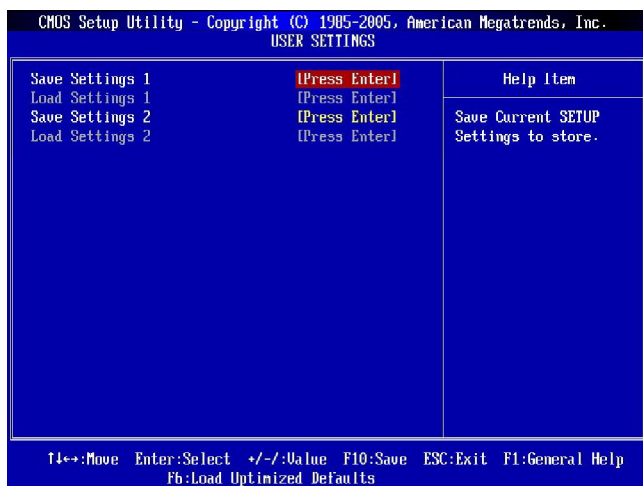 CMOS Setup Utility - Copyright (C) 1985-2005, American Megatrends, Inc.
USER SETTINGS
Save Settings 1 [Press Enter]
Load Settings 1 [Press Enter]
Save Settings 2 [Press Enter]
Load Settings 2 [Press Enter]
Help Item
Save Current SETUP
Settings to store.
↑↓←→:Move Enter:Select +/-/:Value F10:Save ESC:Exit F1:General Help
F6:Load Optimized Defaults